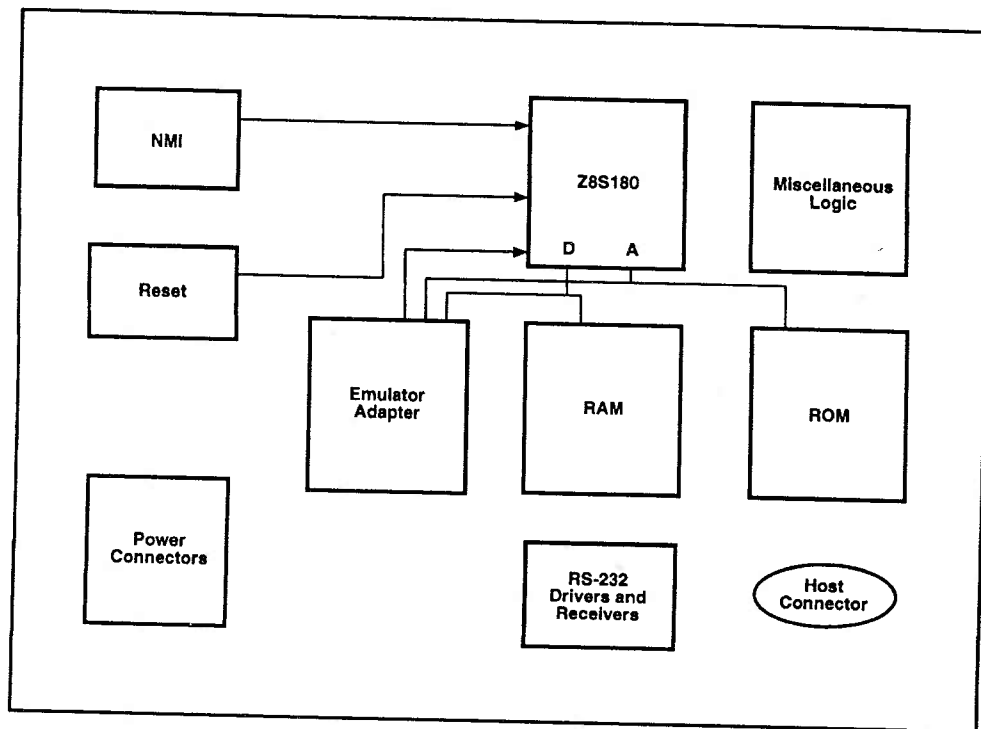 NMI
Z8S180
D A
Miscellaneous
Logic
Reset
Emulator
Adapter
RAM
ROM
Power
Connectors
RS-232
Drivers and
Receivers
Host
Connector